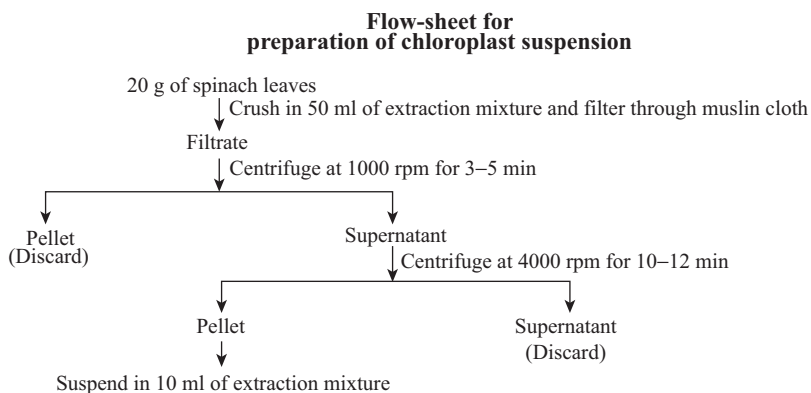 Flow-sheet for
preparation of chloroplast suspension
20 g of spinach leaves
Crush in 50 ml of extraction mixture and filter through muslin cloth
Filtrate
Centrifuge at 1000 rpm for 3–5 min
Pellet
(Discard)
Supernatant
Centrifuge at 4000 rpm for 10–12 min
Pellet
Supernatant
(Discard)
Suspend in 10 ml of extraction mixture